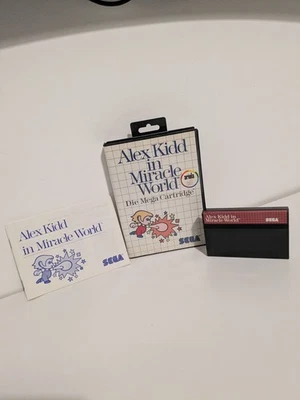 Alex Kidd
in
Miracle
World
Die Mega Cartridge
SEGA
Alex Kidd
in Miracle World
SEGA
Alex Kidd in
Miracle World
SEGA